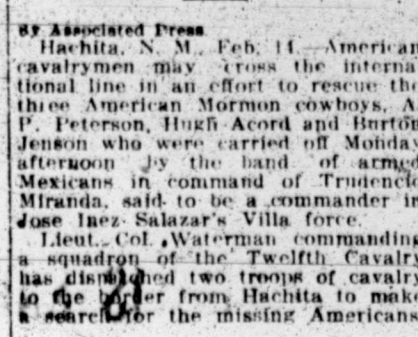 By Associated Press
Hachita, N. M., Feb. 14.—American
cavalrymen may cross the interna
tional line in an effort to rescue the
three American Mormon cowboys, A
P. Peterson, Hugh Acord and Burton
Jenson who were carried off Monday
afternoon by the band of armed
Mexicans in command of Trudencio
Miranda, said to be a commander in
Jose Inez Salazar's Villa force.
Lieut. Col. Waterman commanding
a squadron of the Twelfth Cavalry
has dispatched two troops of cavalry
to the border from Hachita to make
a search for the missing Americans